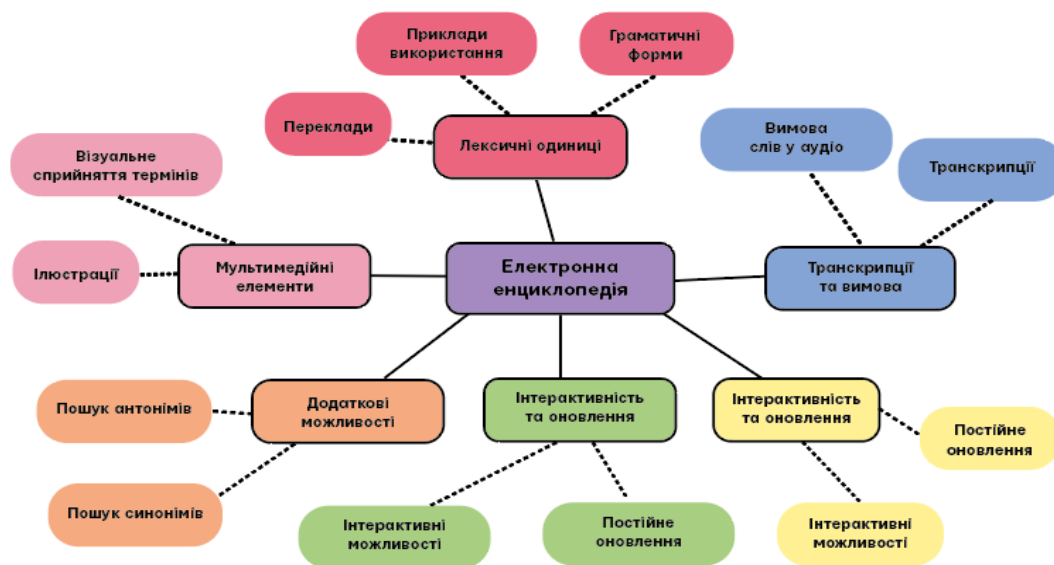 Приклади
використання
Граматичні
форми
Переклади
Лексичні одиниці
Вимова
слів у аудіо
Транскрипції
Візуальне
сприйняття термінів
Ілюстрації
Мультимедійні
елементи
Електронна
енциклопедія
Транскрипції
та вимова
Пошук антонімів
Додаткові
можливості
Інтерактивність
та оновлення
Інтерактивність
та оновлення
Постійне
оновлення
Пошук синонімів
Інтерактивні
можливості
Постійне
оновлення
Інтерактивні
можливості